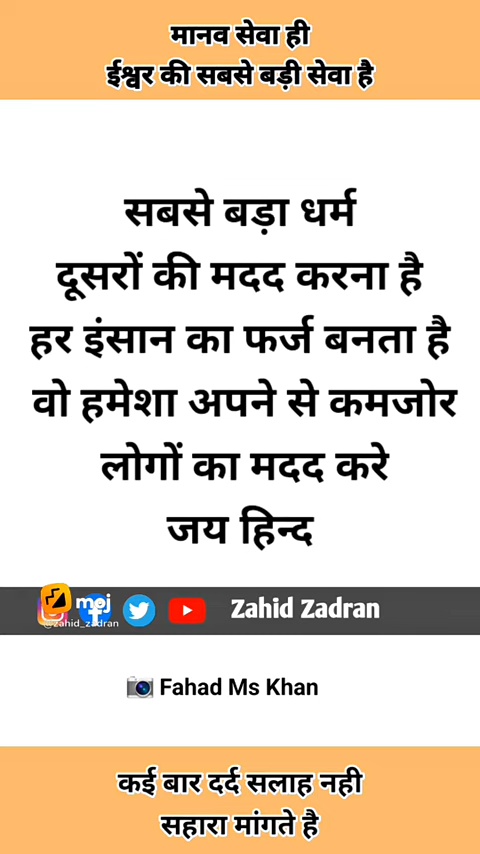 मानव सेवा ही
ईश्वर की सबसे बड़ी सेवा है
सबसे बड़ा धर्म
दूसरों की मदद करना है
हर इंसान का फर्ज बनता है
वो हमेशा अपने से कमजोर
लोगों का मदद करे
जय हिन्द
moj
@zahid_zadran
Zahid Zadran
Fahad Ms Khan
कई बार दर्द सलाह नही
सहारा मांगते है